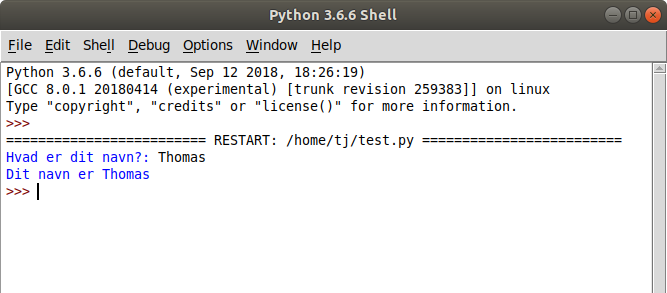 Python 3.6.6 Shell
File Edit Shell Debug Options Window Help
Python 3.6.6 (default, Sep 12 2018, 18:26:19)
[GCC 8.0.1 20180414 (experimental) [trunk revision 259383]] on linux
Type "copyright", "credits" or "license()" for more information.
>>>
========================= RESTART: /home/tj/test.py =========================
Hvad er dit navn?: Thomas
Dit navn er Thomas
>>>